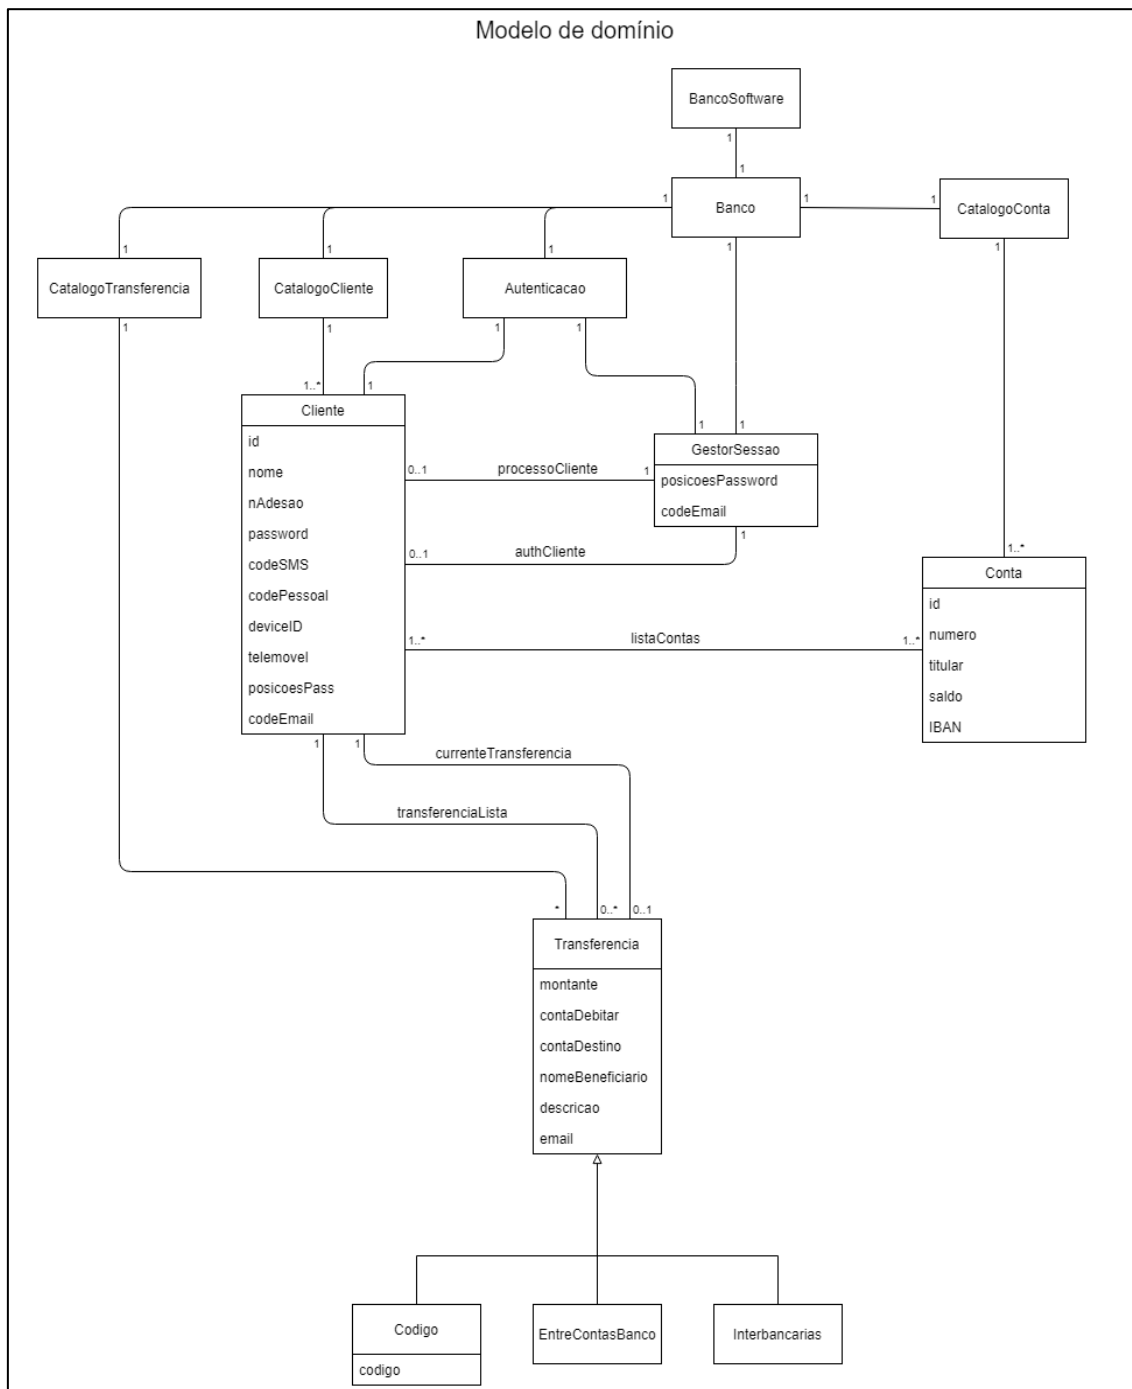 Modelo de domínio
BancoSoftware
1
1
Banco
1
1
1
1
CatalogoConta
1
1
1
1
1
CatalogoTransferencia
CatalogoCliente
Autenticacao
1
1
1
1
1..*
1
1
1
Cliente
id
nome
nAdesao
password
codeSMS
codePessoal
deviceID
telemovel
posicoesPass
codeEmail
GestorSessao
posicoesPassword
codeEmail
0..1
processoCliente
1
0..1
authCliente
1
1..*
Conta
id
numero
titular
saldo
IBAN
1..*
listaContas
1..*
1
1
currenteTransferencia
transferenciaLista
*
0..*
0..1
Transferencia
montante
contaDebitar
contaDestino
nomeBeneficiario
descricao
email
Codigo
codigo
EntreContasBanco
Interbancarias